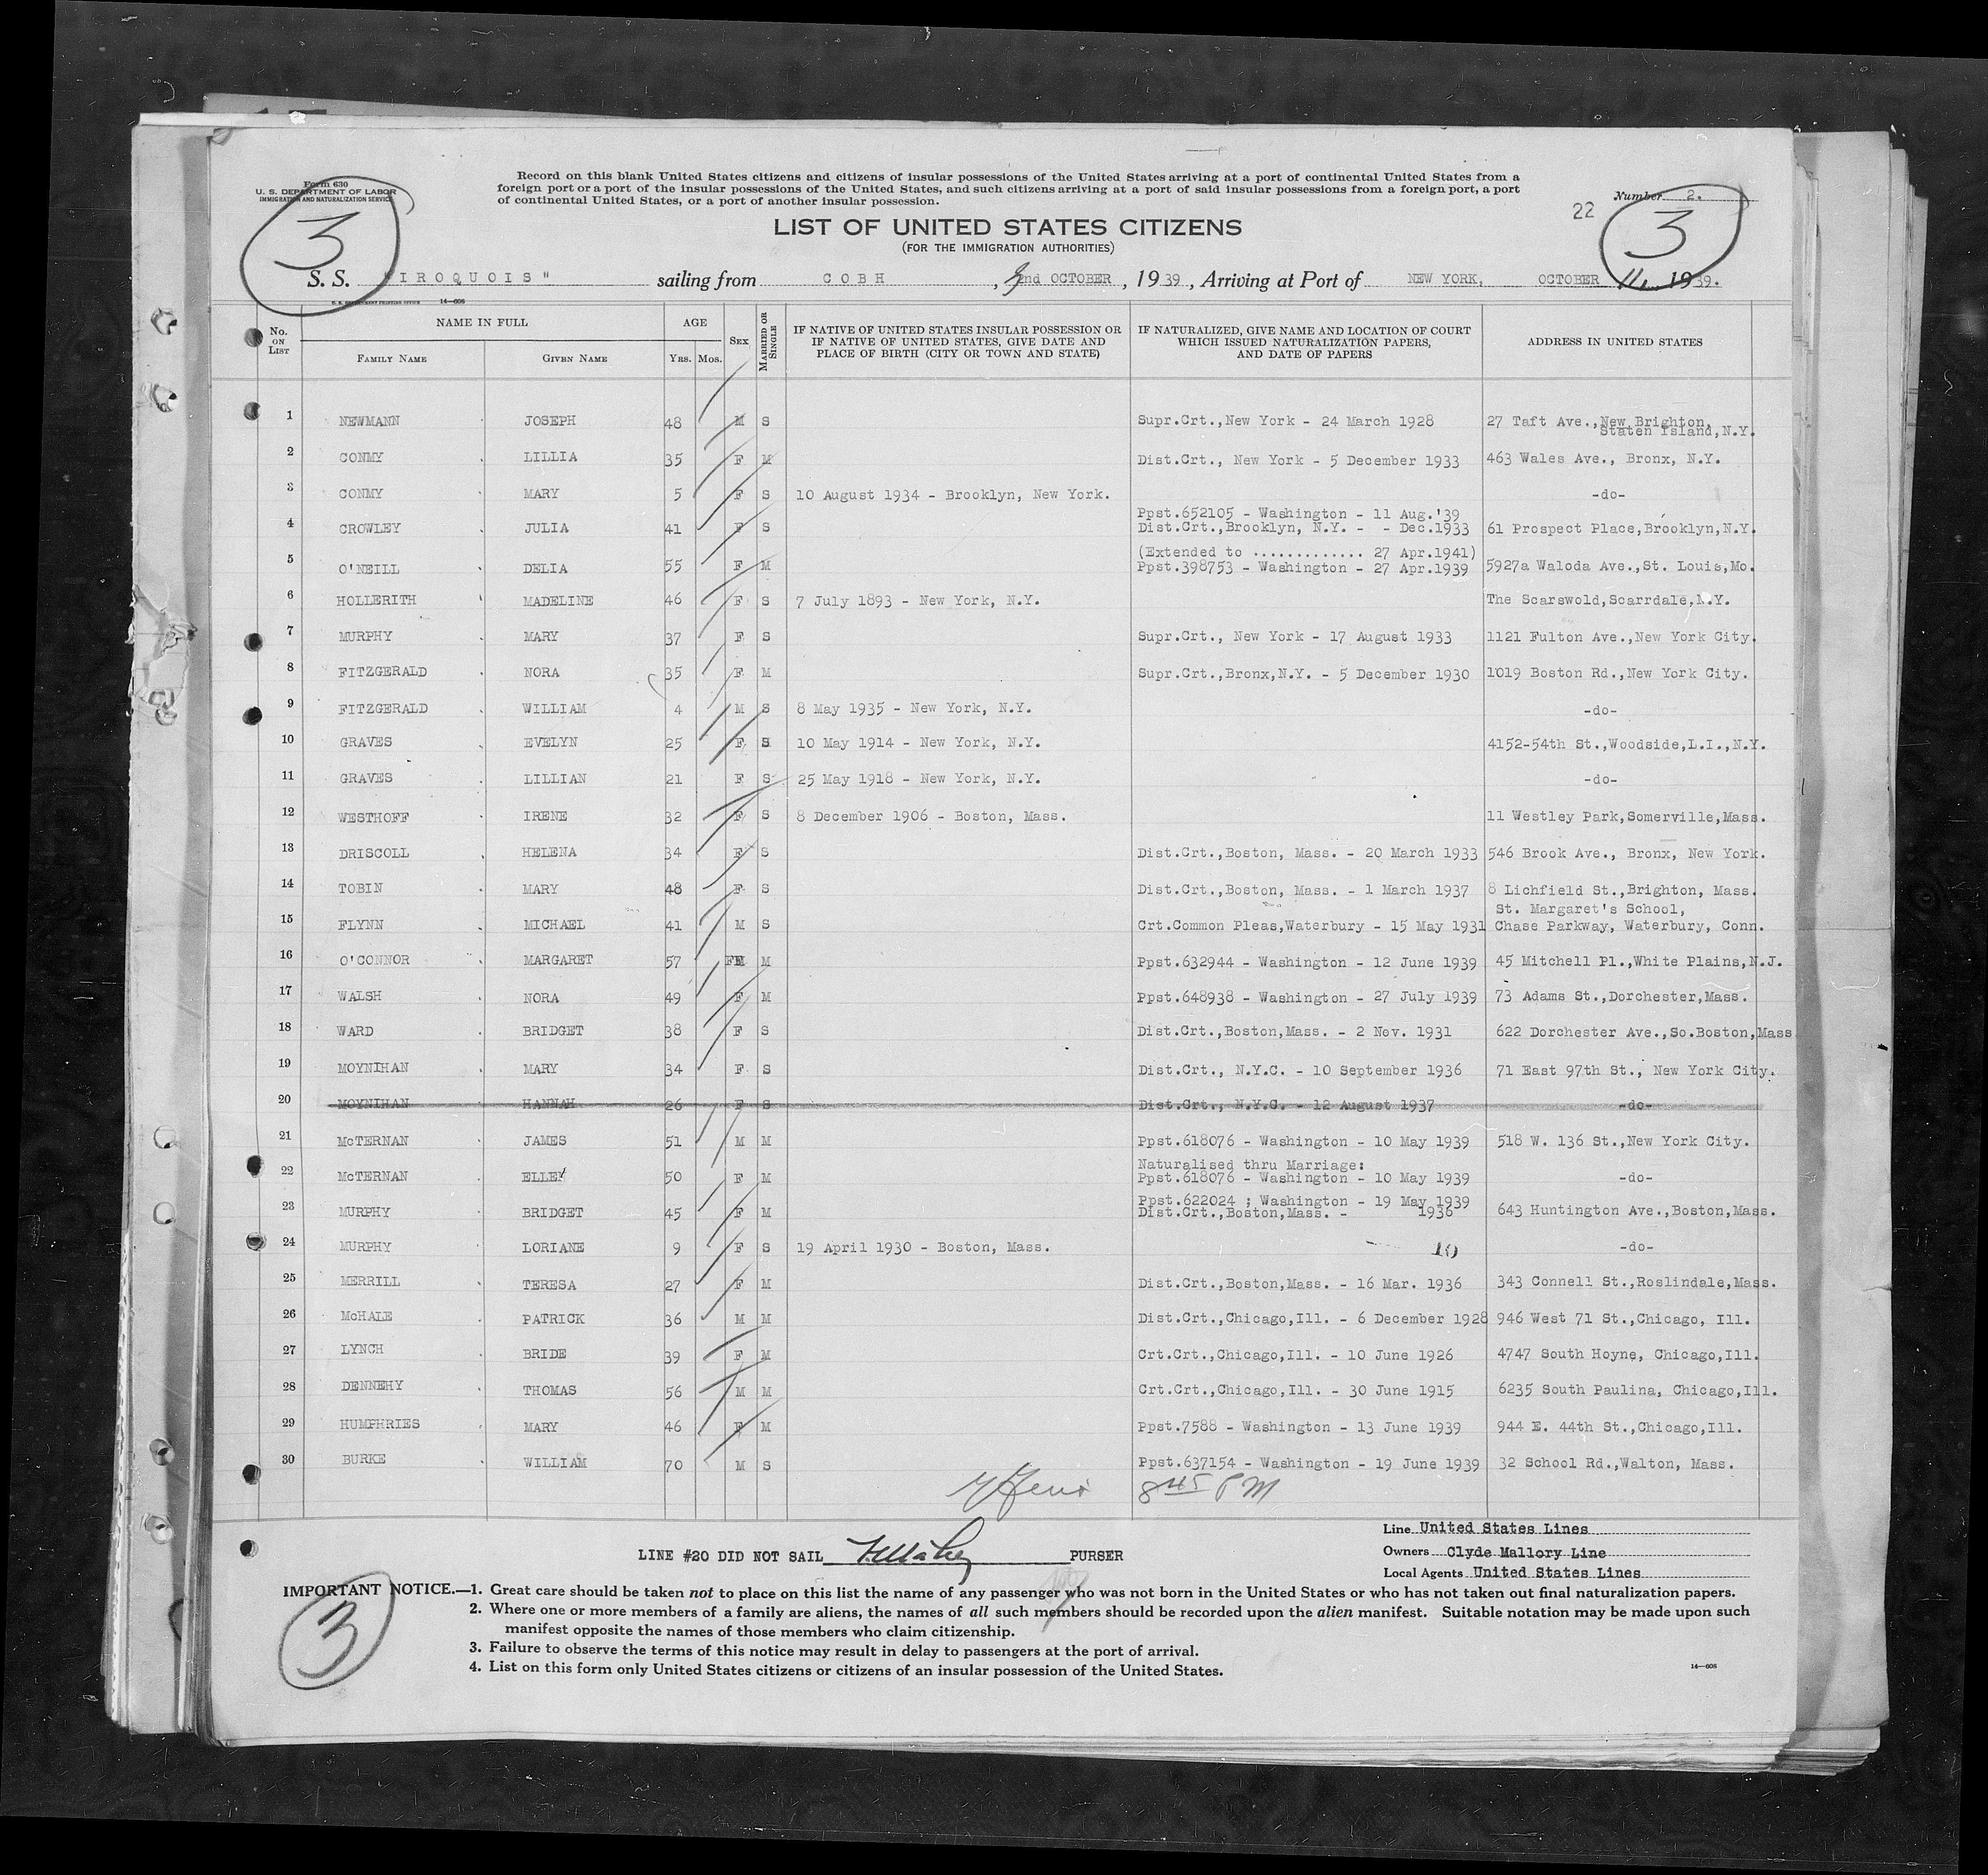 Form 630
U. S. DEPARTMENT OF LABOR
IMMIGRATION AND NATURALIZATION SERVICE
3
Record on this blank United States citizens and citizens of insular possessions of the United States arriving at a port of continental United States from a
foreign port or a port of the insular possessions of the United States, and such citizens arriving at a port of said insular possessions from a foreign port, a port
of continental United States, or a port of another insular possession.
22
Number 2.
3
LIST OF UNITED STATES CITIZENS
(FOR THE IMMIGRATION AUTHORITIES)
S. S. "IROQUOIS" sailing from COBH, 2nd OCTOBER, 1939, Arriving at Port of NEW YORK, OCTOBER 11, 1939.
U. S. GOVERNMENT PRINTING OFFICE 14—608
No. ON LIST
NAME IN FULL
FAMILY NAME GIVEN NAME
AGE
YRS. MOS.
SEX
MARRIED OR SINGLE
IF NATIVE OF UNITED STATES INSULAR POSSESSION OR
IF NATIVE OF UNITED STATES, GIVE DATE AND
PLACE OF BIRTH (CITY OR TOWN AND STATE)
IF NATURALIZED, GIVE NAME AND LOCATION OF COURT
WHICH ISSUED NATURALIZATION PAPERS,
AND DATE OF PAPERS
ADDRESS IN UNITED STATES
1 NEWMANN JOSEPH 48 M S Supr.Crt.,New York - 24 March 1928 27 Taft Ave.,New Brighton,
Staten Island,N.Y.
2 CONMY LILLIA 35 F M Dist.Crt., New York - 5 December 1933 463 Wales Ave., Bronx, N.Y.
3 CONMY MARY 5 F S 10 August 1934 - Brooklyn, New York. -do-
Ppst.652105 - Washington - 11 Aug.'39
4 CROWLEY JULIA 41 F S Dist.Crt.,Brooklyn, N.Y. - - Dec.1933 61 Prospect Place,Brooklyn,N.Y.
(Extended to ............. 27 Apr.1941)
5 O'NEILL DELIA 55 F M Ppst.398753 - Washington - 27 Apr.1939 5927a Waloda Ave.,St. Louis,Mo.
6 HOLLERITH MADELINE 46 F S 7 July 1893 - New York, N.Y. The Scarswold,Scarrdale,N.Y.
7 MURPHY MARY 37 F S Supr.Crt., New York - 17 August 1933 1121 Fulton Ave.,New York City.
8 FITZGERALD NORA 35 F M Supr.Crt.,Bronx,N.Y. - 5 December 1930 1019 Boston Rd.,New York City.
9 FITZGERALD WILLIAM 4 M S 8 May 1935 - New York, N.Y. -do-
10 GRAVES EVELYN 25 F S 10 May 1914 - New York, N.Y. 4152-54th St.,Woodside,L.I.,N.Y.
11 GRAVES LILLIAN 21 F S 25 May 1918 - New York, N.Y. -do-
12 WESTHOFF IRENE 32 F S 8 December 1906 - Boston, Mass. 11 Westley Park,Somerville,Mass.
13 DRISCOLL HELENA 34 F S Dist.Crt.,Boston, Mass. - 20 March 1933 546 Brook Ave., Bronx, New York.
14 TOBIN MARY 48 F S Dist.Crt.,Boston, Mass. - 1 March 1937 8 Lichfield St.,Brighton, Mass.
St. Margaret's School,
15 FLYNN MICHAEL 41 M S Crt.Common Pleas,Waterbury - 15 May 1931 Chase Parkway, Waterbury, Conn.
16 O'CONNOR MARGARET 57 F M Ppst.632944 - Washington - 12 June 1939 45 Mitchell Pl.,White Plains,N.J.
17 WALSH NORA 49 F M Ppst.648938 - Washington - 27 July 1939 73 Adams St.,Dorchester,Mass.
18 WARD BRIDGET 38 F S Dist.Crt.,Boston,Mass. - 2 Nov. 1931 622 Dorchester Ave.,So.Boston,Mass
19 MOYNIHAN MARY 34 F S Dist.Crt., N.Y.C. - 10 September 1936 71 East 97th St., New York City.
20 MOYNIHAN HANNAH 26 F S Dist.Crt., N.Y.C. - 12 August 1937 -do-
21 McTERNAN JAMES 51 M M Ppst.618076 - Washington - 10 May 1939 518 W. 136 St.,New York City.
Naturalised thru Marriage:
22 McTERNAN ELLEN 50 F M Ppst.618076 - Washington - 10 May 1939 -do-
Ppst.622024 ; Washington - 19 May 1939
23 MURPHY BRIDGET 45 F M Dist.Crt.,Boston,Mass. - 1936 643 Huntington Ave.,Boston,Mass.
24 MURPHY LORIANE 9 F S 19 April 1930 - Boston, Mass. 10 -do-
25 MERRILL TERESA 27 F M Dist.Crt.,Boston,Mass. - 16 Mar. 1936 343 Connell St.,Roslindale,Mass.
26 McHALE PATRICK 36 M M Dist.Crt.,Chicago,Ill. - 6 December 1928 946 West 71 St.,Chicago, Ill.
27 LYNCH BRIDE 39 F M Crt.Crt.,Chicago,Ill. - 10 June 1926 4747 South Hoyne, Chicago,Ill.
28 DENNEHY THOMAS 56 M M Crt.Crt.,Chicago,Ill. - 30 June 1915 6235 South Paulina, Chicago,Ill.
29 HUMPHRIES MARY 46 F M Ppst.7588 - Washington - 13 June 1939 944 E. 44th St.,Chicago,Ill.
30 BURKE WILLIAM 70 M S Ppst.637154 - Washington - 19 June 1939 32 School Rd.,Walton, Mass.
8 45 PM
Line United States Lines
LINE #20 DID NOT SAIL PURSER
Owners Clyde Mallory Line
Local Agents United States Lines
IMPORTANT NOTICE.—1. Great care should be taken not to place on this list the name of any passenger who was not born in the United States or who has not taken out final naturalization papers.
2. Where one or more members of a family are aliens, the names of all such members should be recorded upon the alien manifest. Suitable notation may be made upon such
manifest opposite the names of those members who claim citizenship.
3. Failure to observe the terms of this notice may result in delay to passengers at the port of arrival.
4. List on this form only United States citizens or citizens of an insular possession of the United States.
14—608
3